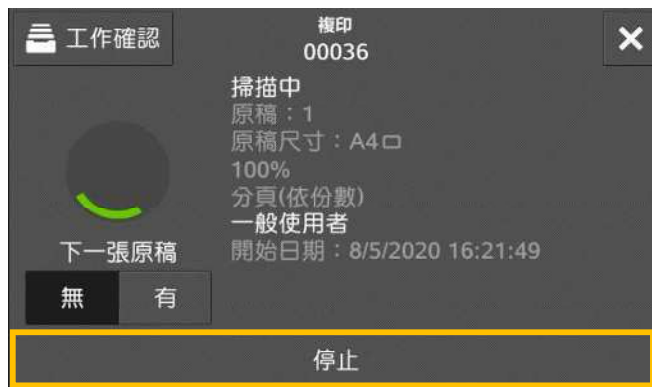 工作確認
複印
00036
掃描中
原稿：1
原稿尺寸：A4
100%
分頁(依份數)
一般使用者
開始日期：8/5/2020 16:21:49
下一張原稿
無 有
停止